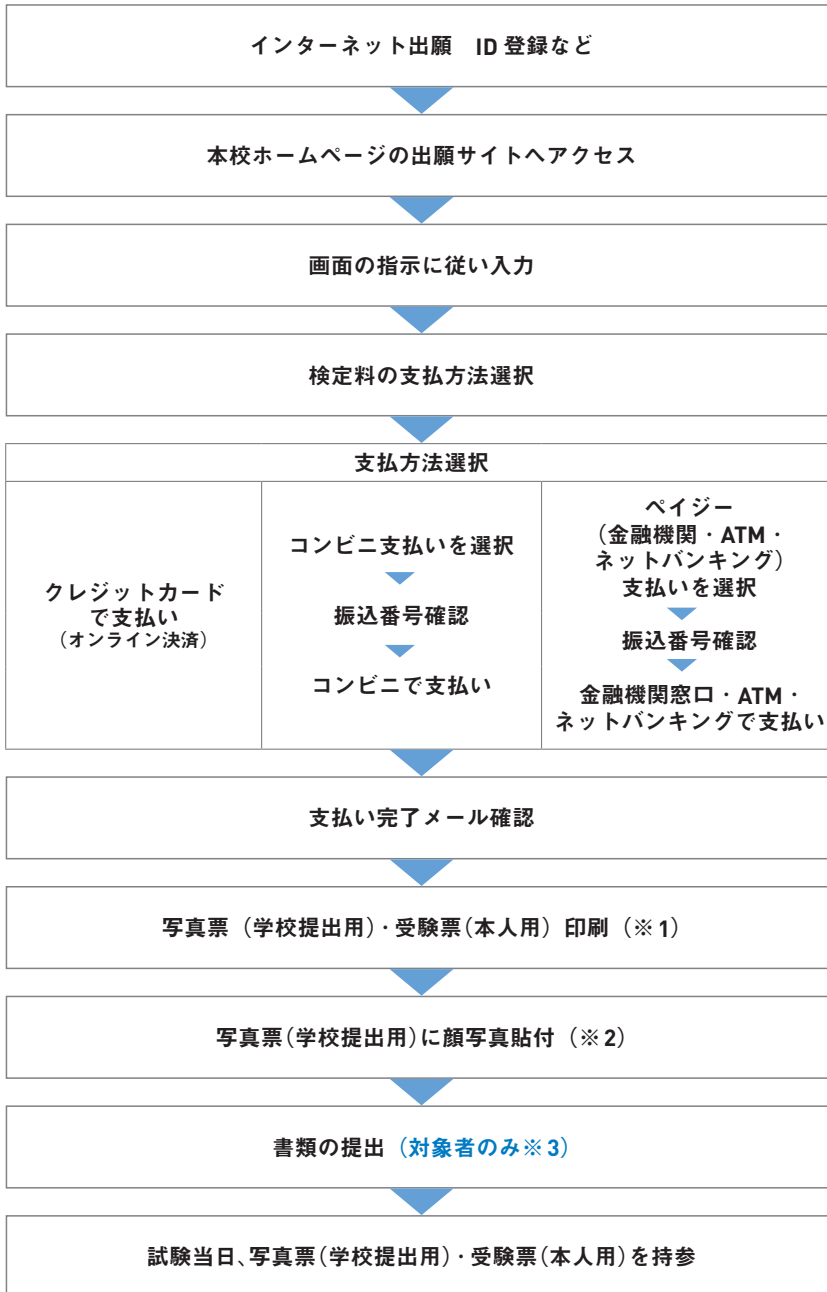 インターネット出願　ID 登録など
本校ホームページの出願サイトへアクセス
画面の指示に従い入力
検定料の支払方法選択
支払方法選択
クレジットカード
で支払い
(オンライン決済)
コンビニ支払いを選択
振込番号確認
コンビニで支払い
ペイジー
(金融機関・ATM・
ネットバンキング)
支払いを選択
振込番号確認
金融機関窓口・ATM・
ネットバンキングで支払い
支払い完了メール確認
写真票(学校提出用)・受験票(本人用)印刷(※1)
写真票(学校提出用)に顔写真貼付(※2)
書類の提出(対象者のみ※3)
試験当日、写真票(学校提出用)・受験票(本人用)を持参